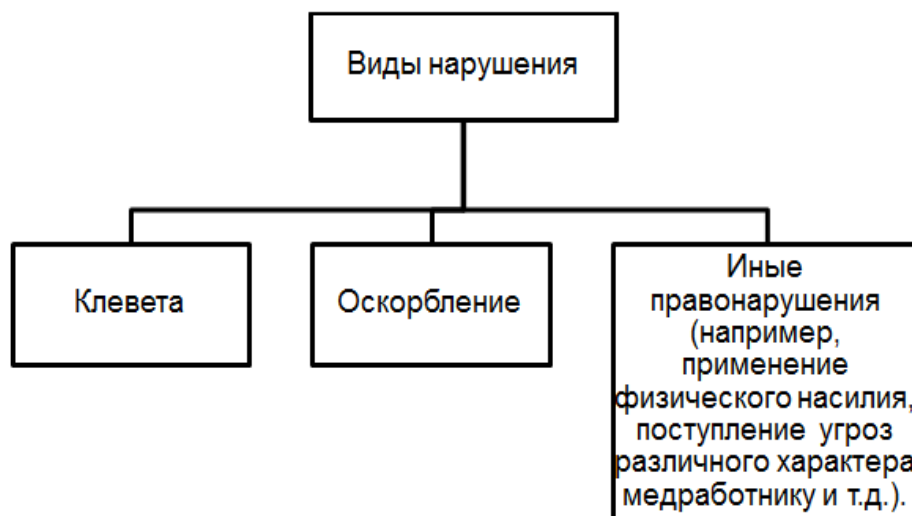 Виды нарушения
Клевета
Оскорбление
Иные
правонарушения
(например,
применение
физического насилия,
поступление угроз
различного характера
медработнику и т.д.).